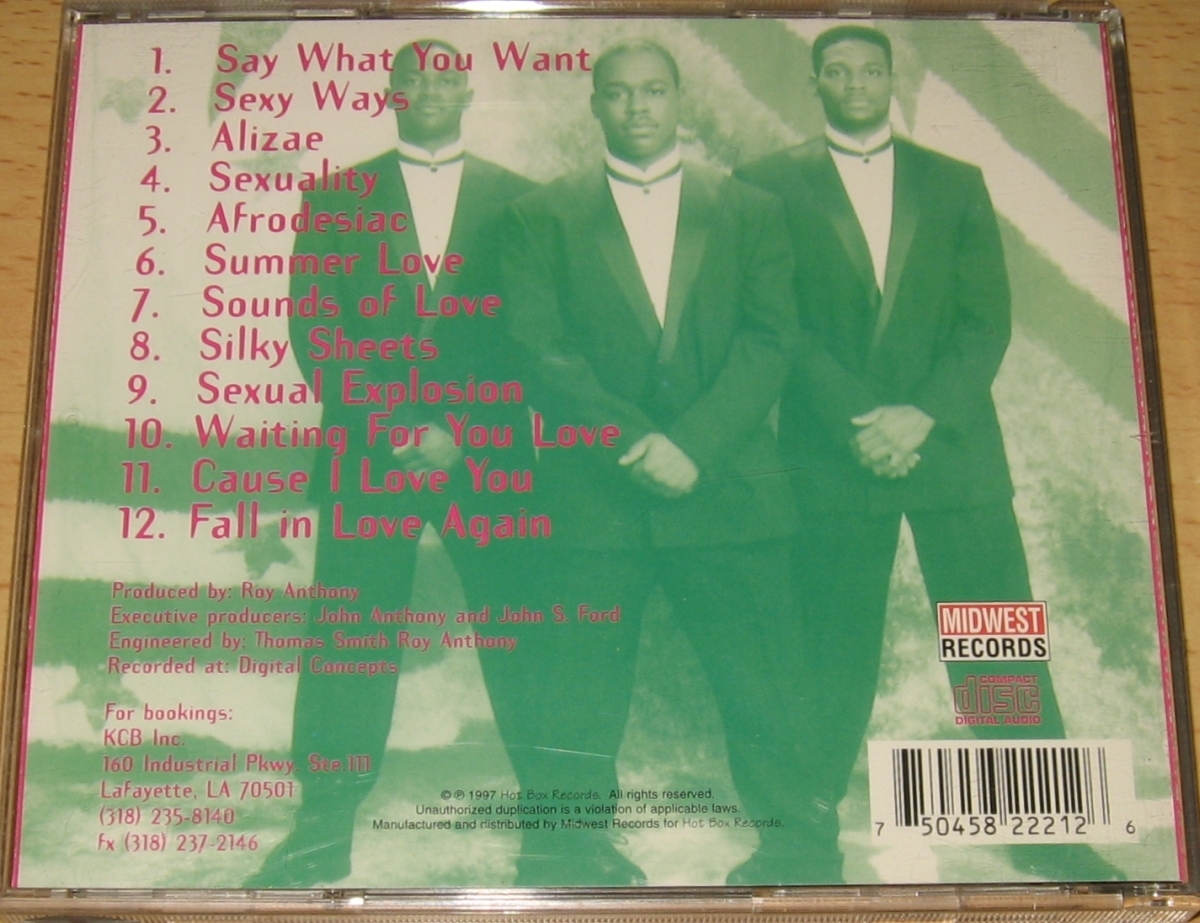 1. Say What You Want
2. Sexy Ways
3. Alizae
4. Sexuality
5. Afrodesiac
6. Summer Love
7. Sounds of Love
8. Silky Sheets
9. Sexual Explosion
10. Waiting For You Love
11. Cause I Love You
12. Fall in Love Again
Produced by: Roy Anthony
Executive producers: John Anthony and John S. Ford
Engineered by: Thomas Smith Roy Anthony
Recorded at: Digital Concepts
For bookings:
KCB Inc.
160 Industrial Pkwy. Ste.111
Lafayette, LA 70501
(318) 235-8140
Fx (318) 237-2146
©℗ 1997 Hot Box Records. All rights reserved.
Unauthorized duplication is a violation of applicable laws.
Manufactured and distributed by Midwest Records for Hot Box Records.
MIDWEST
RECORDS
COMPACT
disc
DIGITAL AUDIO
7 50458 22212 6